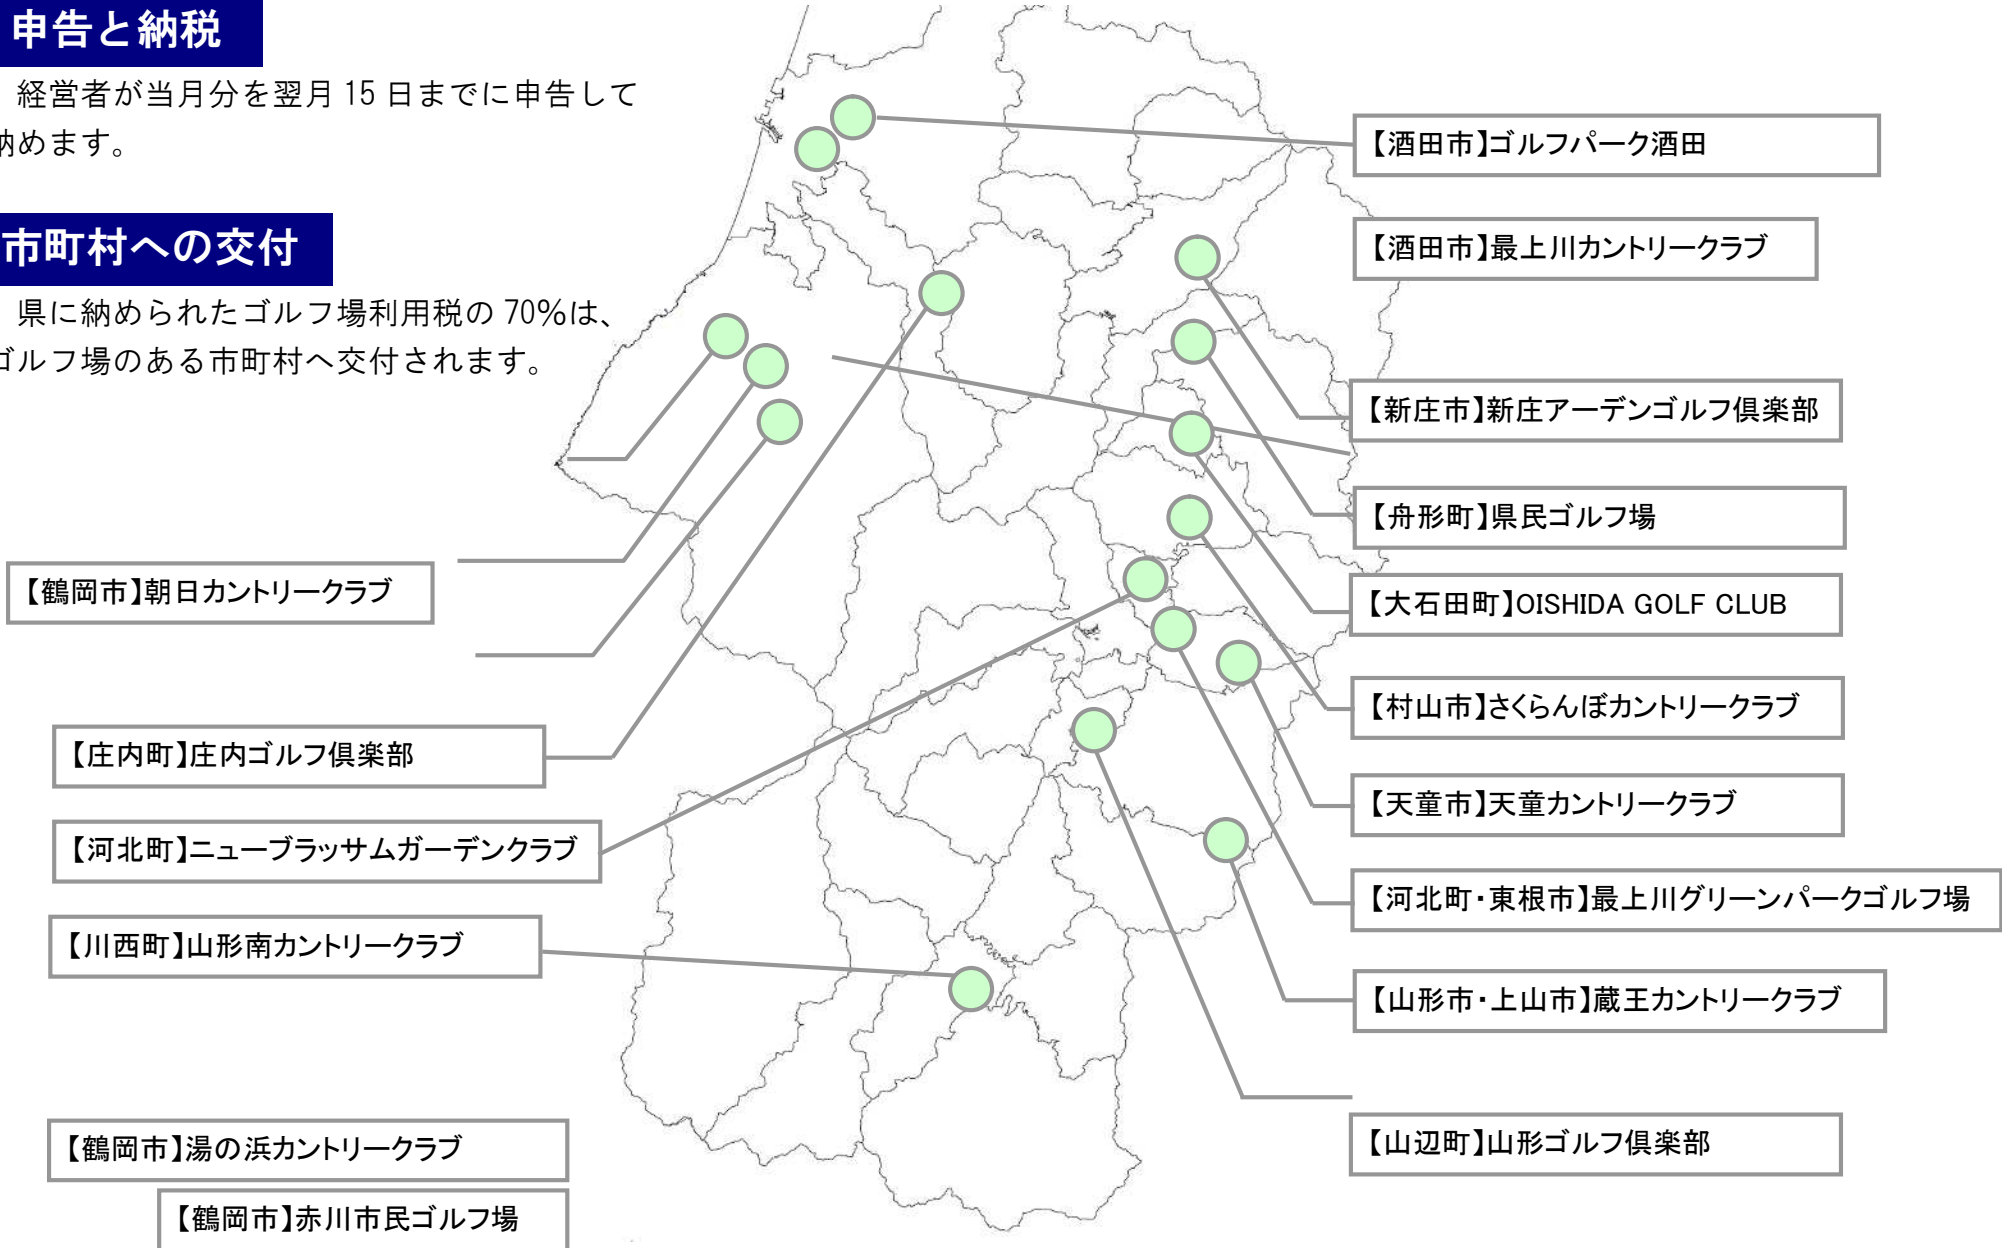 申告と納税
経営者が当月分を翌月 15 日までに申告して
納めます。
市町村への交付
県に納められたゴルフ場利用税の 70%は、
ゴルフ場のある市町村へ交付されます。
【酒田市】ゴルフパーク酒田
【酒田市】最上川カントリークラブ
【新庄市】新庄アーデンゴルフ倶楽部
【舟形町】県民ゴルフ場
【大石田町】OISHIDA GOLF CLUB
【村山市】さくらんぼカントリークラブ
【天童市】天童カントリークラブ
【河北町・東根市】最上川グリーンパークゴルフ場
【山形市・上山市】蔵王カントリークラブ
【山辺町】山形ゴルフ倶楽部
【鶴岡市】朝日カントリークラブ
【庄内町】庄内ゴルフ倶楽部
【河北町】ニューブラッサムガーデンクラブ
【川西町】山形南カントリークラブ
【鶴岡市】湯の浜カントリークラブ
【鶴岡市】赤川市民ゴルフ場